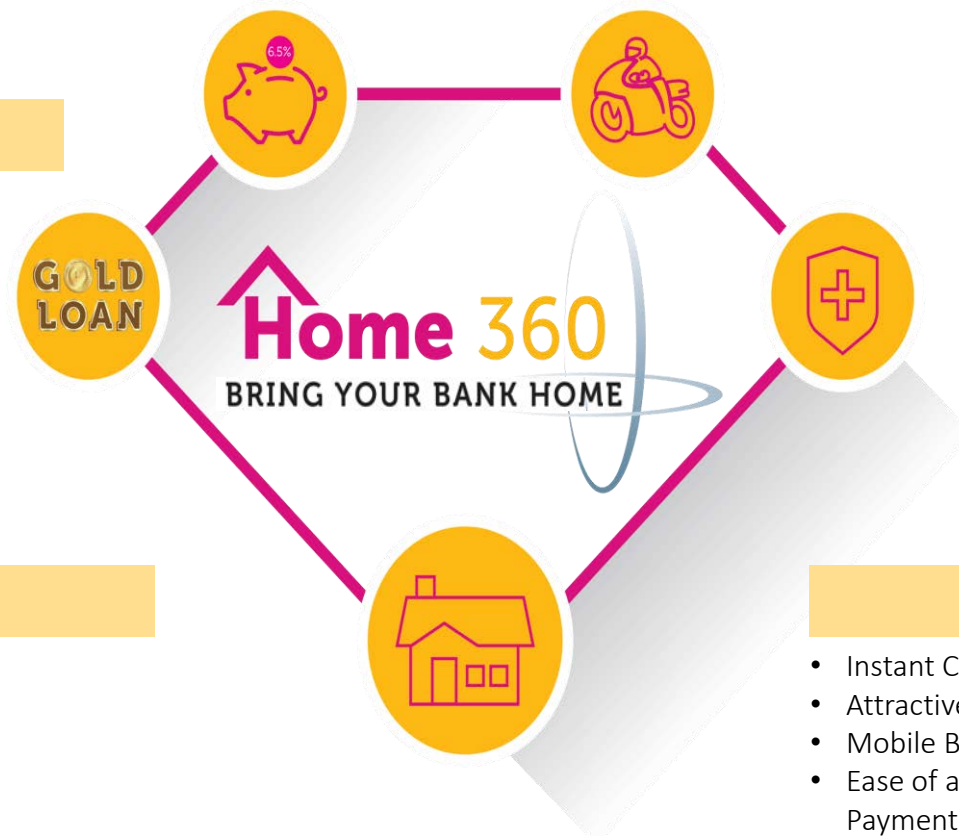 6.5%
GOLD
LOAN
Home 360
BRING YOUR BANK HOME
• Instant
• Attractive
• Mobile
• Ease of
Payment